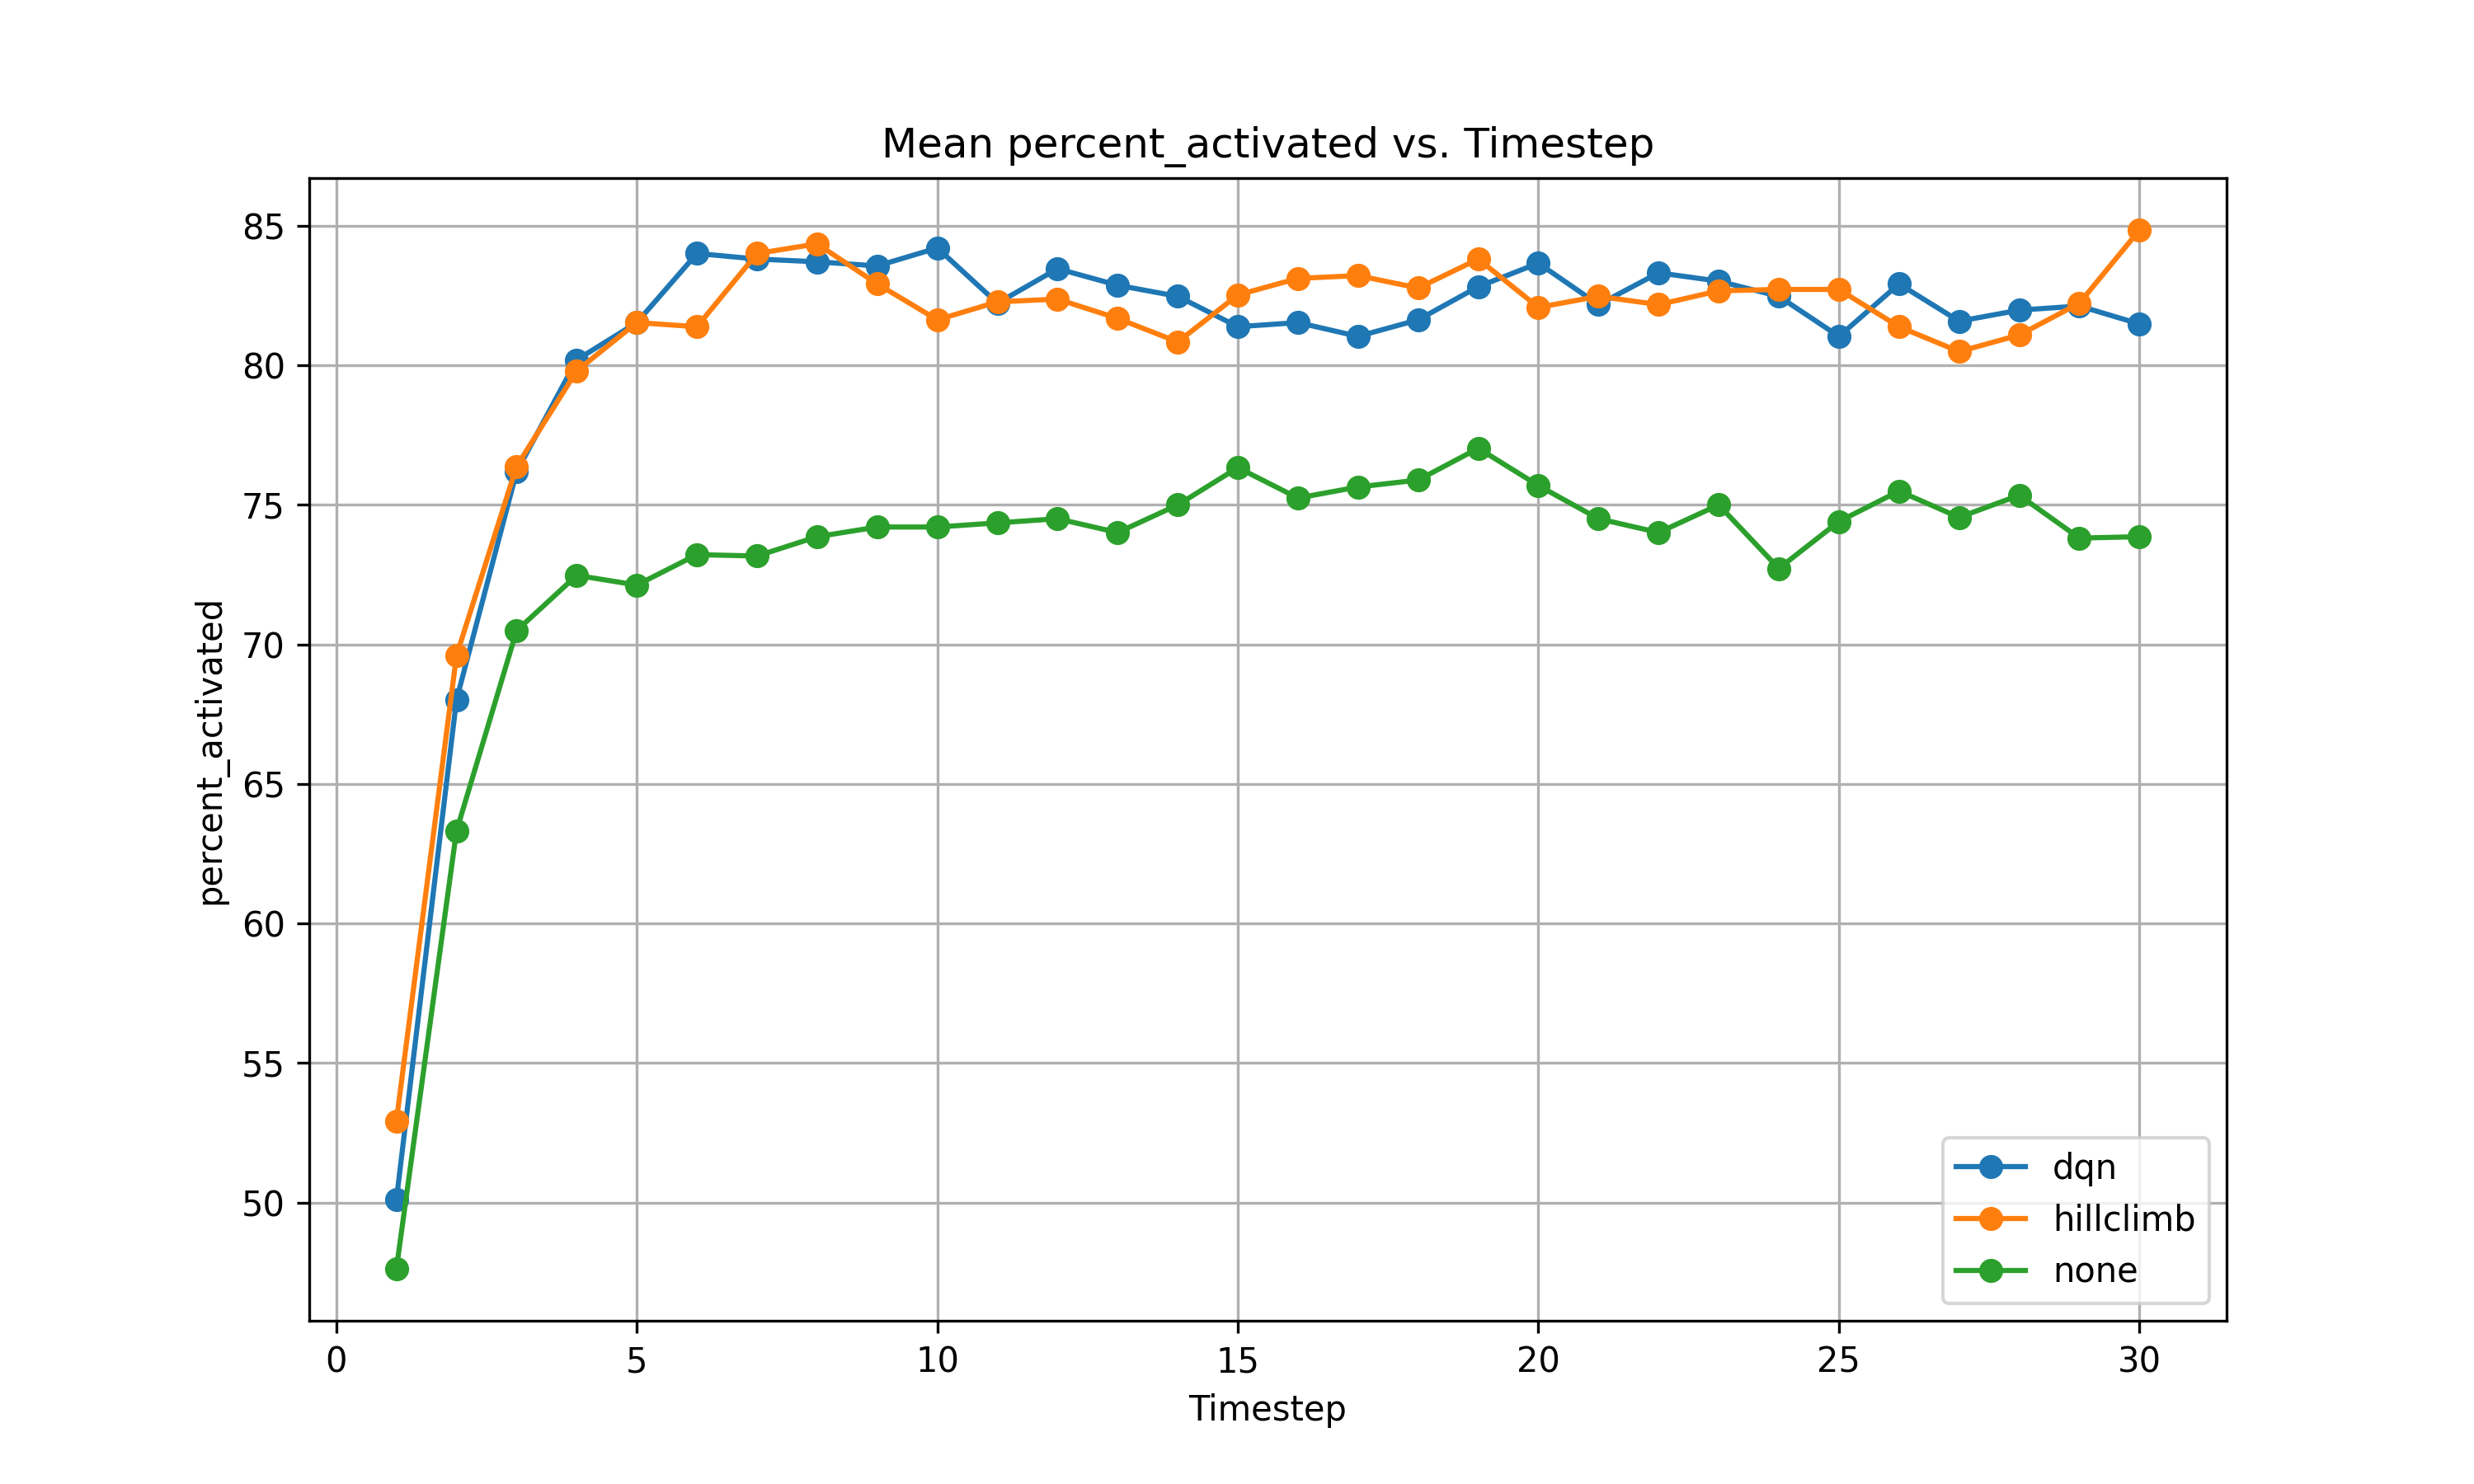 Mean percent_activated vs. Timestep
percent_activated
85
80
75
70
65
60
55
50
0 5 10 15 20 25 30
Timestep
dqn
hillclimb
none